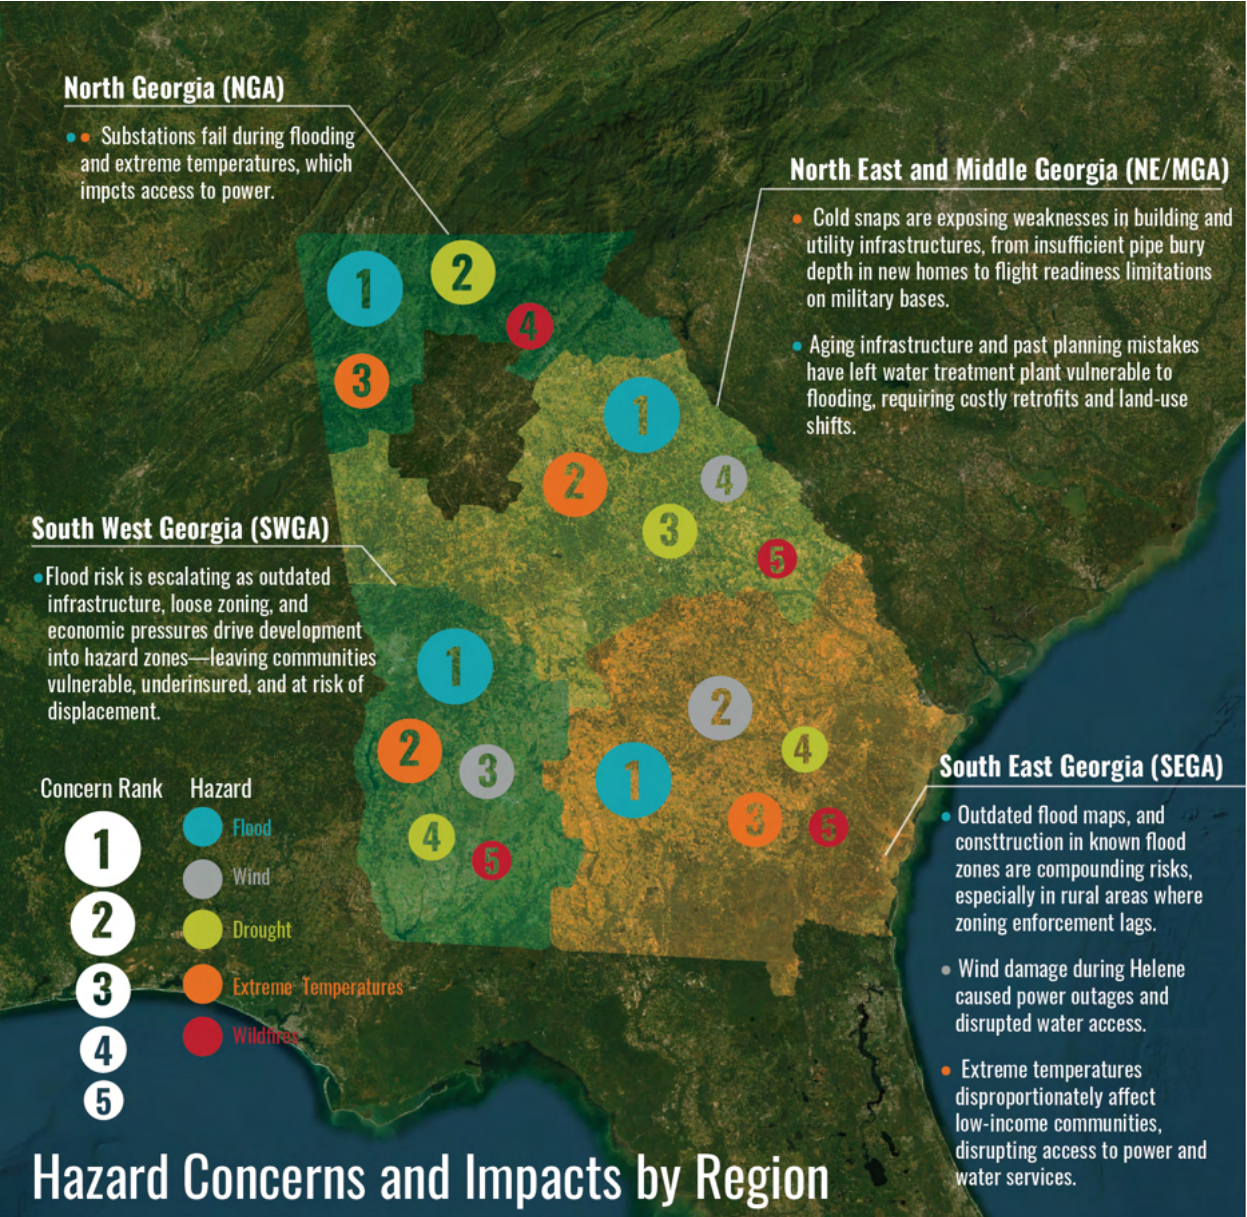 North Georgia (NGA)
Substations fail during flooding
and extreme temperatures, which
impcts access to power.
North East and Middle Georgia (NE/MGA)
Cold snaps are exposing weaknesses in building and
utility infrastructures, from insufficient pipe bury
depth in new homes to flight readiness limitations
on military bases.
Aging infrastructure and past planning mistakes
have left water treatment plant vulnerable to
flooding, requiring costly retrofits and land-use
shifts.
1
2
4
3
1
2
4
3
5
South West Georgia (SWGA)
Flood risk is escalating as outdated
infrastructure, loose zoning, and
economic pressures drive development
into hazard zones—leaving communities
vulnerable, underinsured, and at risk of
displacement.
1
2
3
4
5
2
4
1
3
5
South East Georgia (SEGA)
Outdated flood maps, and
consttruction in known flood
zones are compounding risks,
especially in rural areas where
zoning enforcement lags.
Wind damage during Helene
caused power outages and
disrupted water access.
Extreme temperatures
disproportionately affect
low-income communities,
disrupting access to power and
water services.
Concern Rank
1
2
3
4
5
Hazard
Flood
Wind
Drought
Extreme Temperatures
Wildfires
Hazard Concerns and Impacts by Region